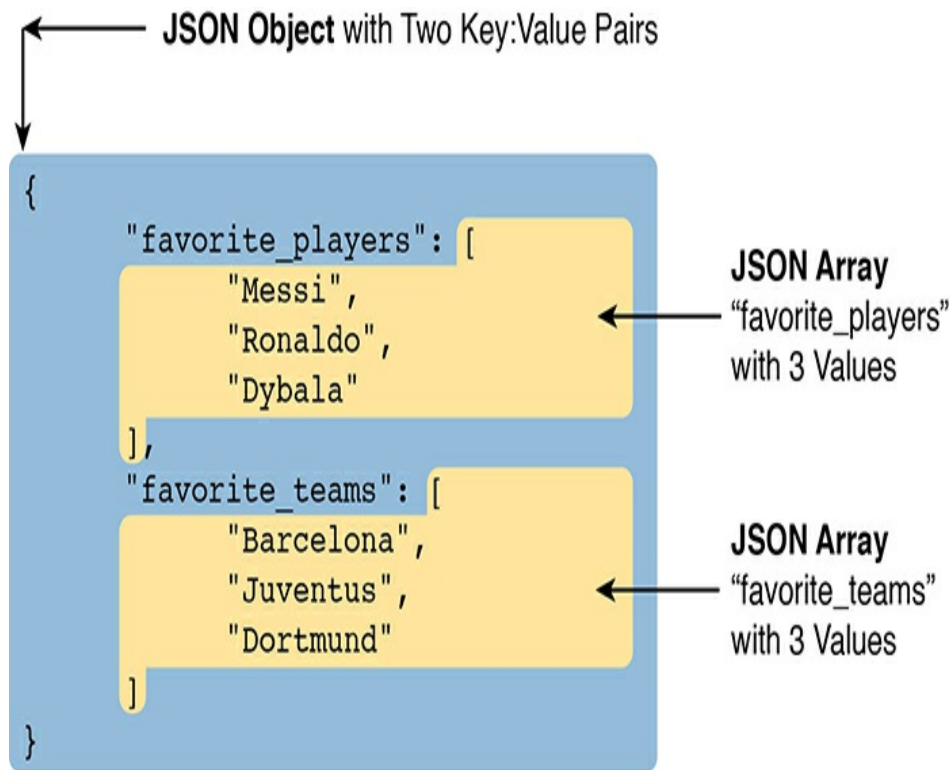 JSON Object with Two Key:Value Pairs
{
"favorite_players": [
"Messi",
"Ronaldo",
"Dybala"
],
"favorite_teams": [
"Barcelona",
"Juventus",
"Dortmund"
]
}
JSON Array
“favorite_players”
with 3 Values
JSON Array
“favorite_teams”
with 3 Values